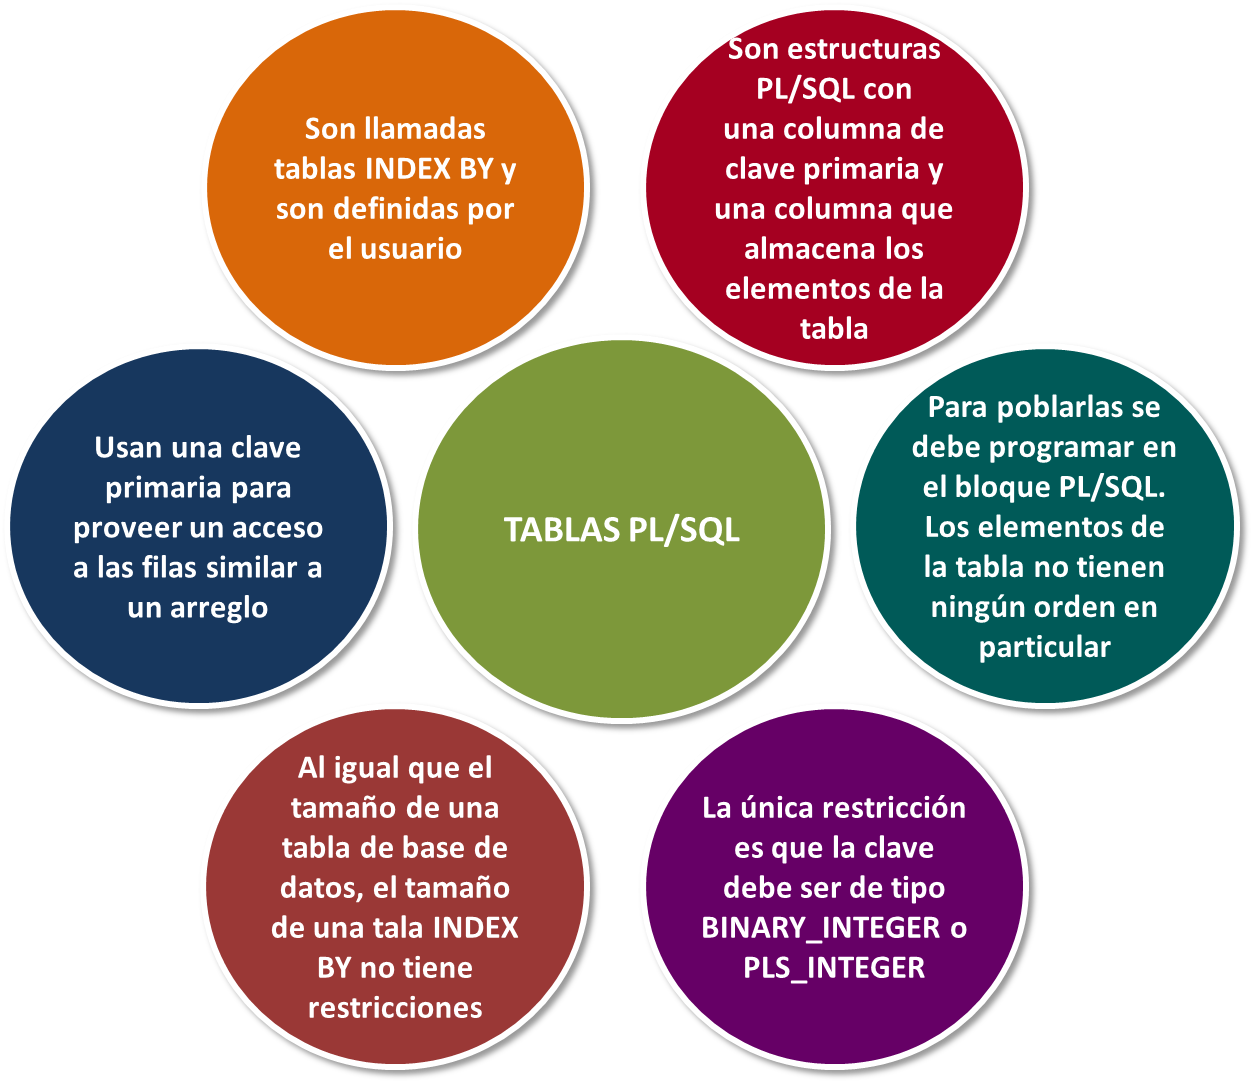 Son llamadas
tablas INDEX BY y
son definidas por
el usuario
Son estructuras
PL/SQL con
una columna de
clave primaria y
una columna que
almacena los
elementos de la
tabla
Usan una clave
primaria para
proveer un acceso
a las filas similar a
un arreglo
TABLAS PL/SQL
Para poblarlas se
debe programar en
el bloque PL/SQL.
Los elementos de
la tabla no tienen
ningún orden en
particular
Al igual que el
tamaño de una
tabla de base de
datos, el tamaño
de una tala INDEX
BY no tiene
restricciones
La única restricción
es que la clave
debe ser de tipo
BINARY_INTEGER o
PLS_INTEGER